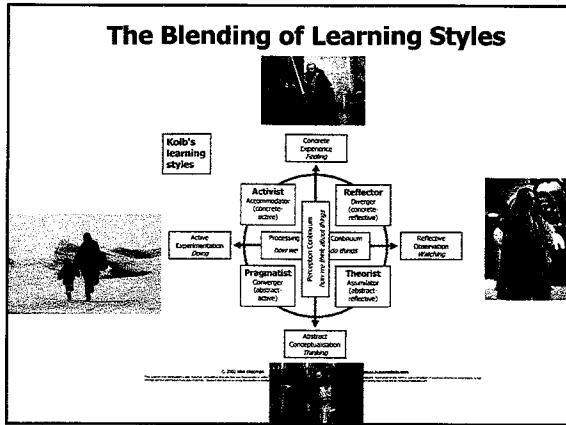 The Blending of Learning Styles
Kolb's
learning
styles
Concrete
Experience
Feeling
Activist
Accommodator
(concrete-
active)
Reflector
Diverger
(concrete-
reflective)
Active
Experimentation
Doing
Processing
how we
Perception Continuum
how we think about things
Continuum
do things
Reflective
Observation
Watching
Pragmatist
Converger
(abstract-
active)
Theorist
Assimilator
(abstract-
reflective)
Abstract
Conceptualisation
Thinking